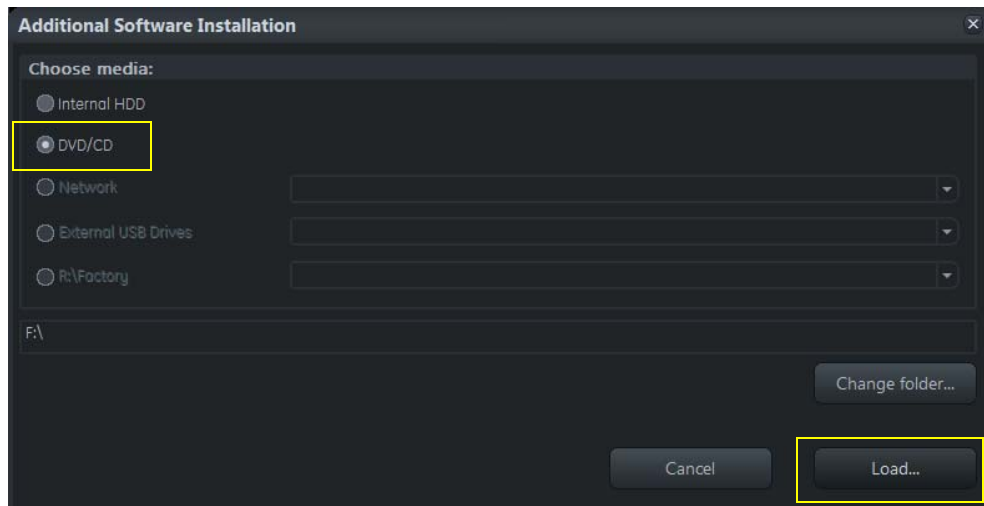 Additional Software Installation
Choose media:
Internal HDD
DVD/CD
Network
External USB Drives
R:\Factory
F:\
Change folder...
Cancel
Load...